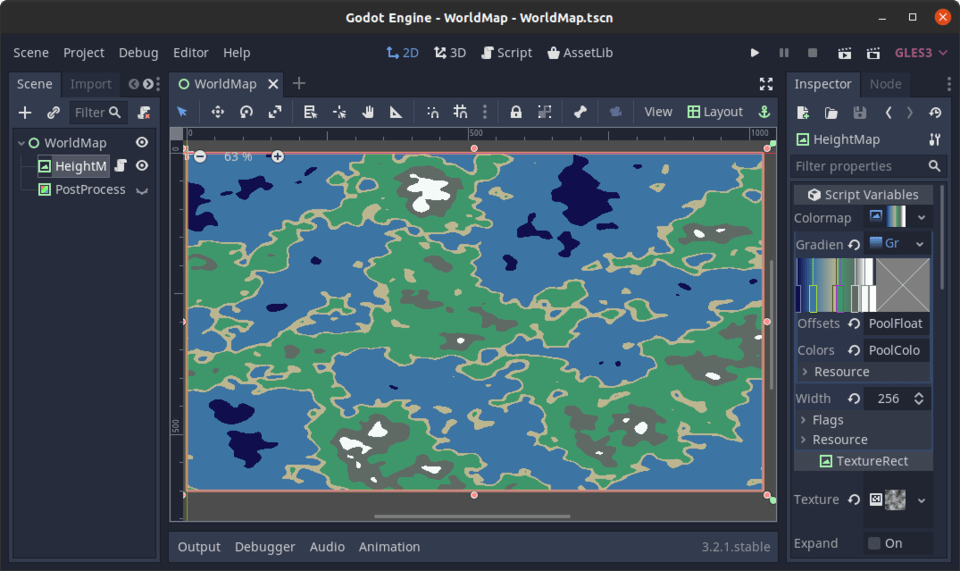 Godot Engine - WorldMap - WorldMap.tscn
Scene Project Debug Editor Help 2D 3D Script AssetLib GLES3
Scene Import WorldMap Inspector Node
Filter View Layout
WorldMap
HeightM
PostProcess
0 500 1000
0
500
63 %
HeightMap
Filter properties
Script Variables
Colormap
Gradien Gr
Offsets PoolFloat
Colors PoolColo
Resource
Width 256
Flags
Resource
TextureRect
Texture
Expand On
Output Debugger Audio Animation 3.2.1.stable